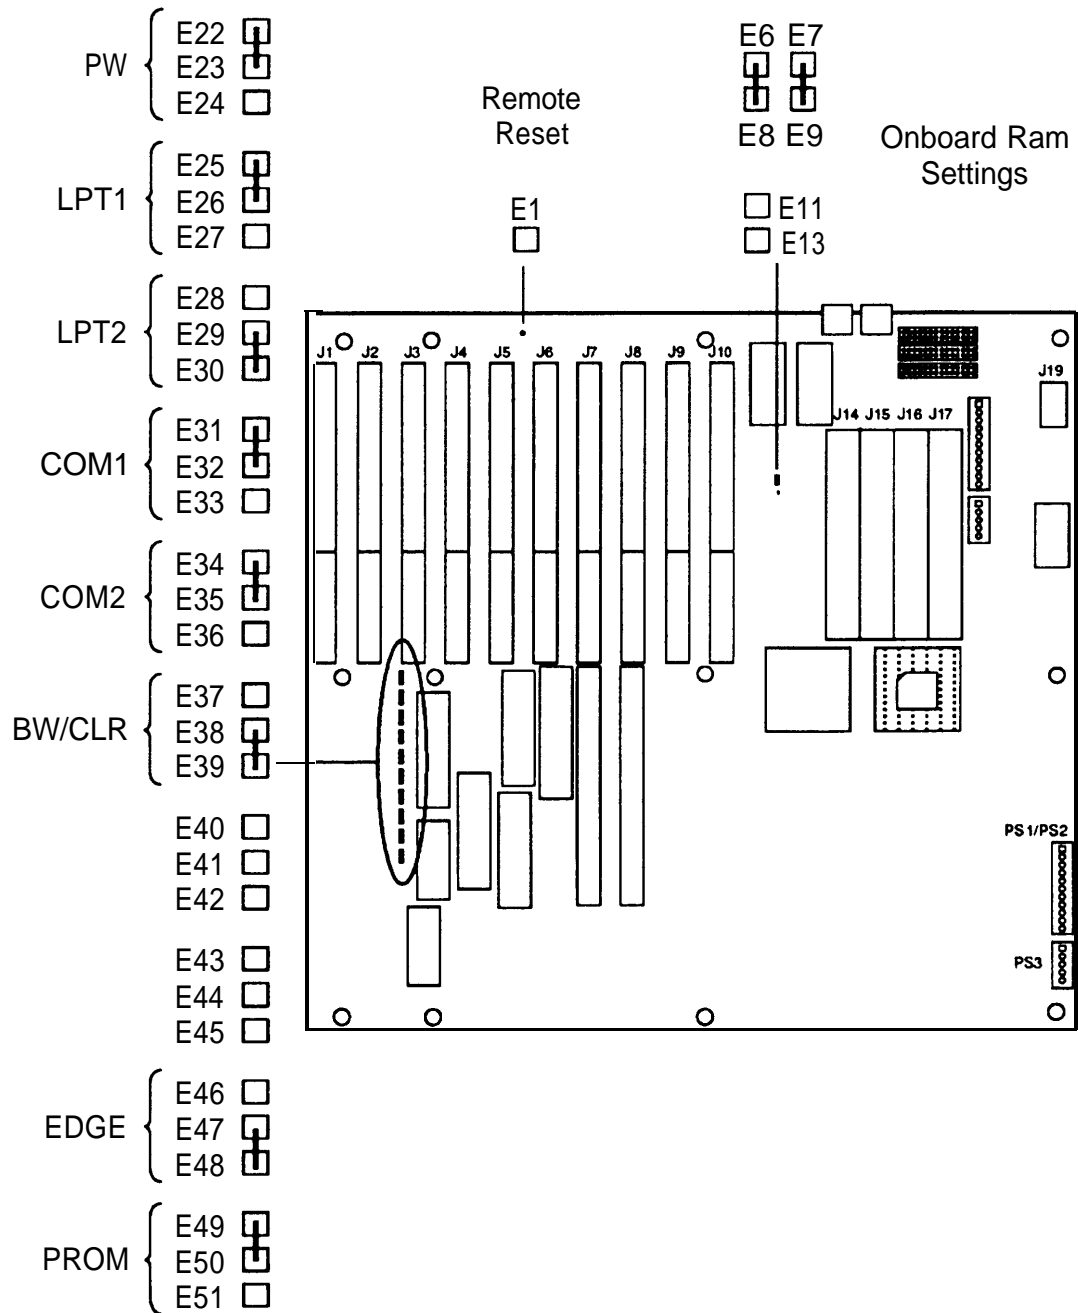 PW
E22
E23
E24
LPT1
E25
E26
E27
LPT2
E28
E29
E30
COM1
E31
E32
E33
COM2
E34
E35
E36
BW/CLR
E37
E38
E39
E40
E41
E42
E43
E44
E45
EDGE
E46
E47
E48
PROM
E49
E50
E51
Remote
Reset
E1
E6 E7
E8 E9
Onboard Ram
Settings
E11
E13
J1 J2 J3 J4 J5 J6 J7 J8 J9 J10
J14 J15 J16 J17
J19
PS1/PS2
PS3